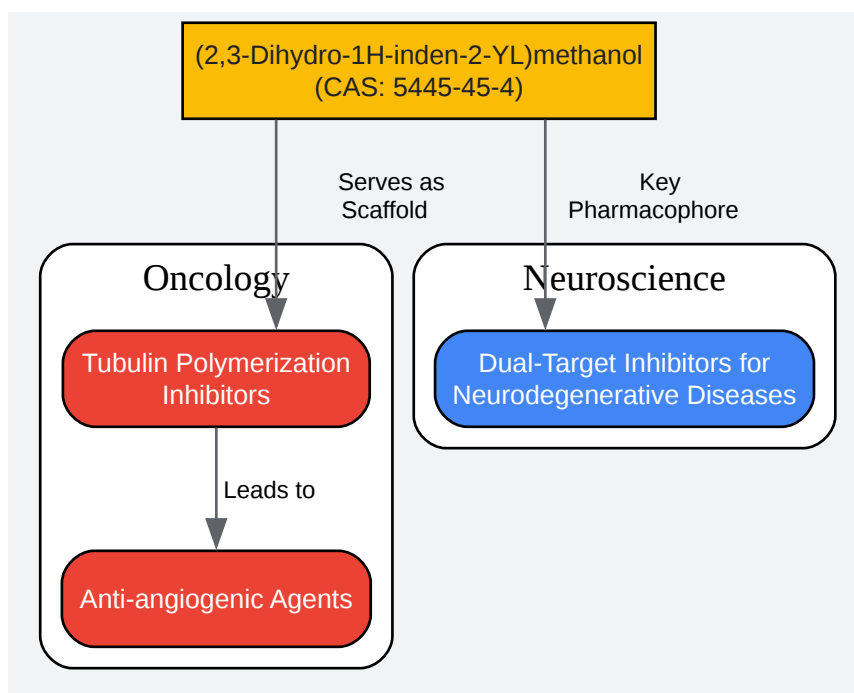 (2,3-Dihydro-1H-inden-2-YL)methanol
(CAS: 5445-45-4)
Serves as
Scaffold
Key
Pharmacophore
Oncology
Neuroscience
Tubulin Polymerization
Inhibitors
Dual-Target Inhibitors for
Neurodegenerative Diseases
Leads to
Anti-angiogenic Agents